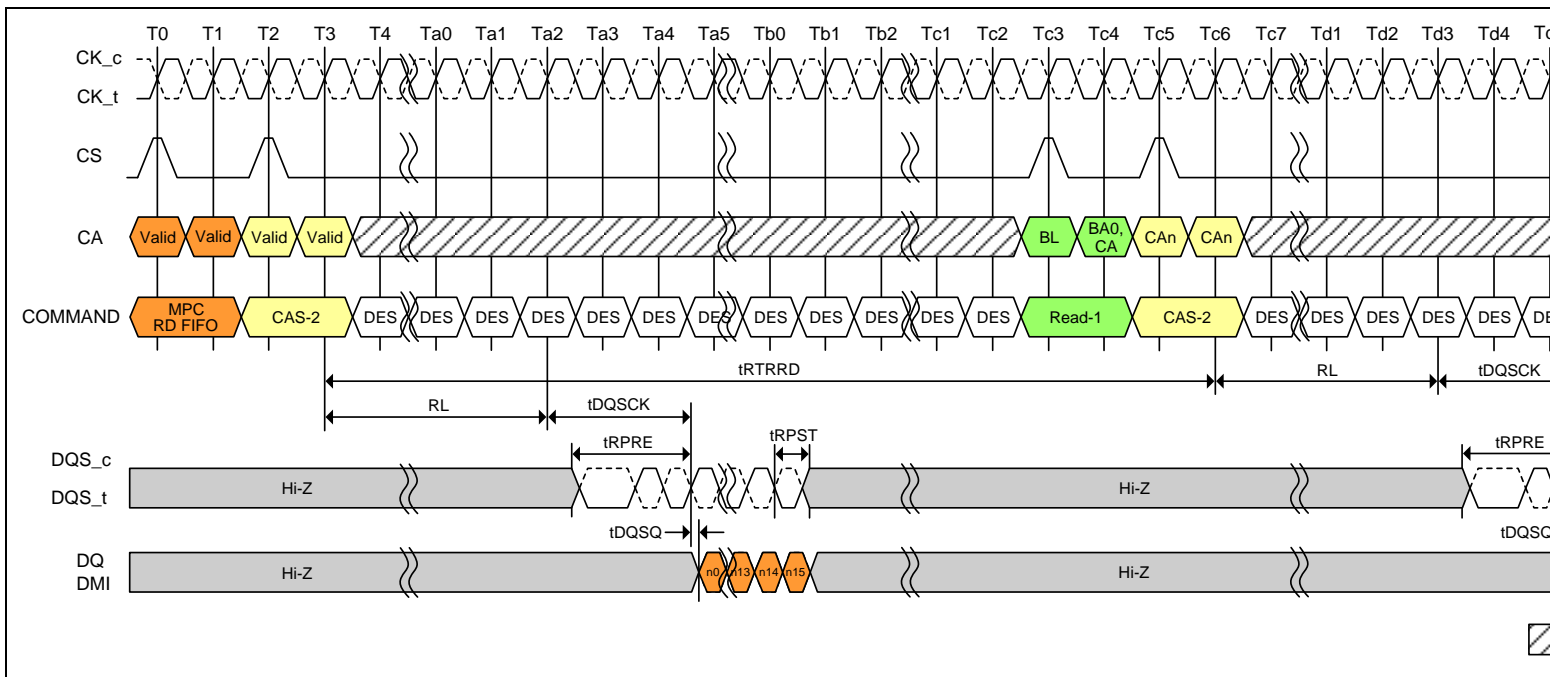 T0 T1 T2 T3 T4 Ta0 Ta1 Ta2 Ta3 Ta4 Ta5 Tb0 Tb1 Tb2 Tc1 Tc2 Tc3 Tc4 Tc5 Tc6 Tc7 Td1 Td2 Td3 Td4
CK_c
CK_t
CS
CA Valid Valid Valid Valid BL BA0, CA CAn CAn
COMMAND MPC RD FIFO CAS-2 DES DES DES DES DES DES DES DES DES DES DES DES Read-1 CAS-2 DES DES DES DES DES
tRTRRD RL tDQSCK
RL tDQSCK
tRPRE tRPST tRPRE
DQS_c
DQS_t Hi-Z Hi-Z
tDQSQ tDQSQ
DQ
DMI Hi-Z n0 n13 n14 n15 Hi-Z